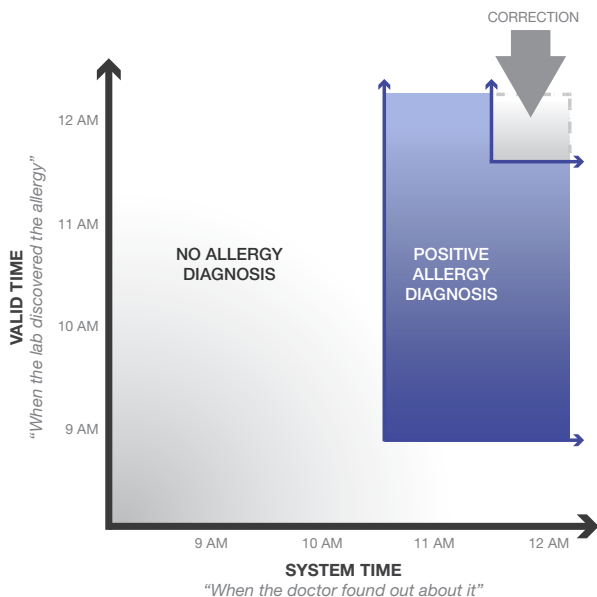 CORRECTION
12 AM
11 AM
10 AM
9 AM
VALID TIME
“When the lab discovered the allergy”
NO ALLERGY
DIAGNOSIS
POSITIVE
ALLERGY
DIAGNOSIS
9 AM
10 AM
11 AM
12 AM
SYSTEM TIME
“When the doctor found out about it”